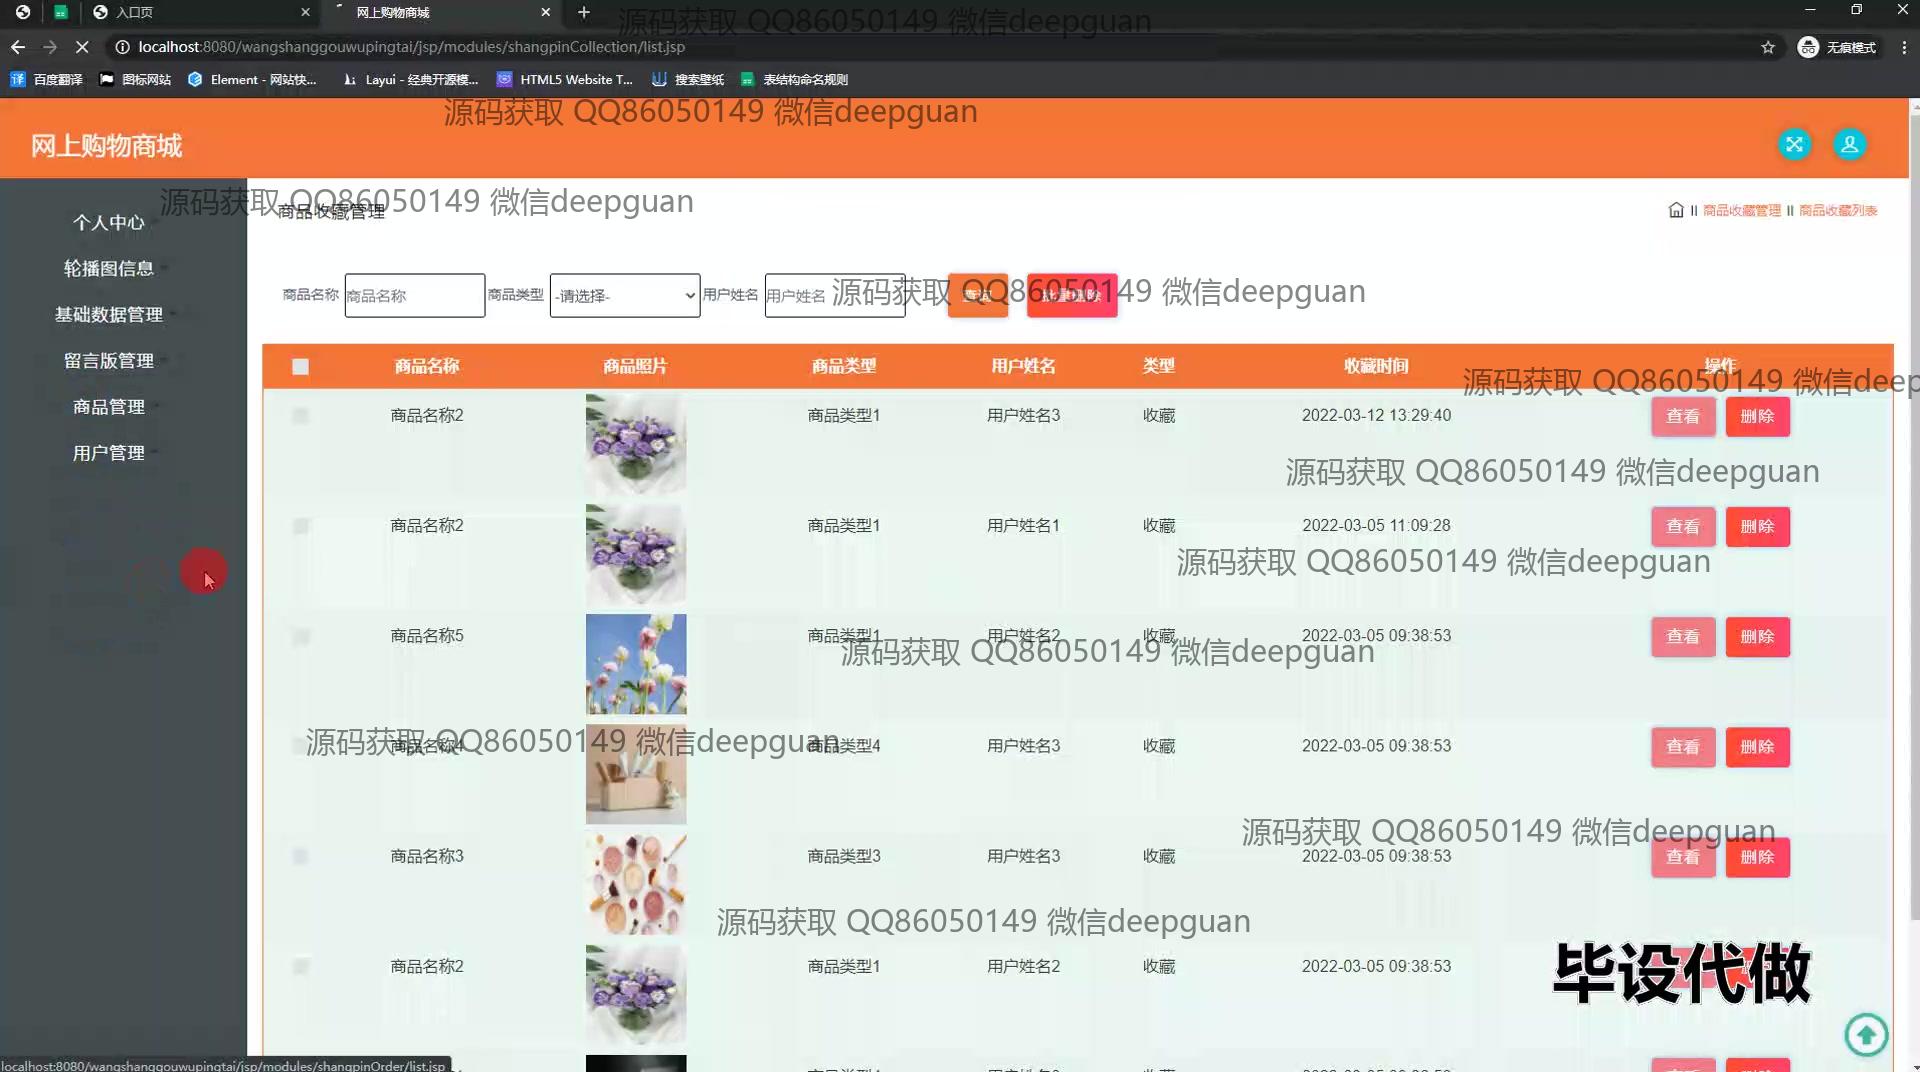 入口页
网上购物商城
源码获取 QQ86050149 微信deepguan
localhost:8080/wangshanggouwupingtai/jsp/modules/shangpinCollection/list.jsp
无痕模式
百度翻译 图标网站 Element - 网站快... Layui - 经典开源模... HTML5 Website T... 搜索壁纸 表结构命名规则
源码获取 QQ86050149 微信deepguan
网上购物商城
源码获取 QQ86050149 微信deepguan
个人中心
轮播图信息
基础数据管理
留言版管理
商品管理
用户管理
商品收藏管理
商品收藏管理 商品收藏列表
商品名称 商品名称 商品类型 -请选择- 用户姓名 用户姓名 查询 批量删除
源码获取 QQ86050149 微信deepguan
商品名称 商品照片 商品类型 用户姓名 类型 收藏时间 操作
源码获取 QQ86050149 微信deep
商品名称2 商品类型1 用户姓名3 收藏 2022-03-12 13:29:40 查看 删除
源码获取 QQ86050149 微信deepguan
商品名称2 商品类型1 用户姓名1 收藏 2022-03-05 11:09:28 查看 删除
源码获取 QQ86050149 微信deepguan
商品名称5 商品类型1 用户姓名2 收藏 2022-03-05 09:38:53 查看 删除
源码获取 QQ86050149 微信deepguan
商品名称4 商品类型4 用户姓名3 收藏 2022-03-05 09:38:53 查看 删除
源码获取 QQ86050149 微信deepguan
源码获取 QQ86050149 微信deepguan
商品名称3 商品类型3 用户姓名3 收藏 2022-03-05 09:38:53 查看 删除
源码获取 QQ86050149 微信deepguan
商品名称2 商品类型1 用户姓名2 收藏 2022-03-05 09:38:53
毕设代做
localhost:8080/wangshanggouwupingtai/jsp/modules/shangpinOrder/list.jsp